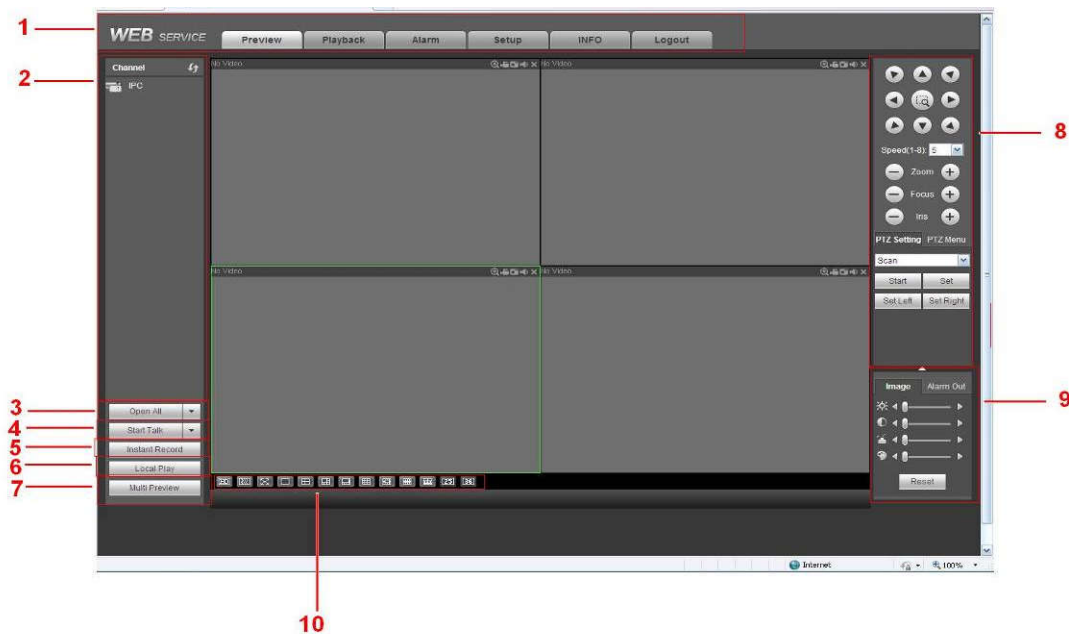 1
WEB SERVICE
Preview Playback Alarm Setup INFO Logout
2
Channel
IPC
No Video
No Video
No Video
No Video
8
Speed(1-8): 5
Zoom
Focus
Iris
PTZ Setting PTZ Menu
Scan
Start Set
Set Left Set Right
3
Open All
4
Start Talk
5
Instant Record
6
Local Play
7
Multi Preview
9
Image Alarm Out
Reset
10
Internet
100%